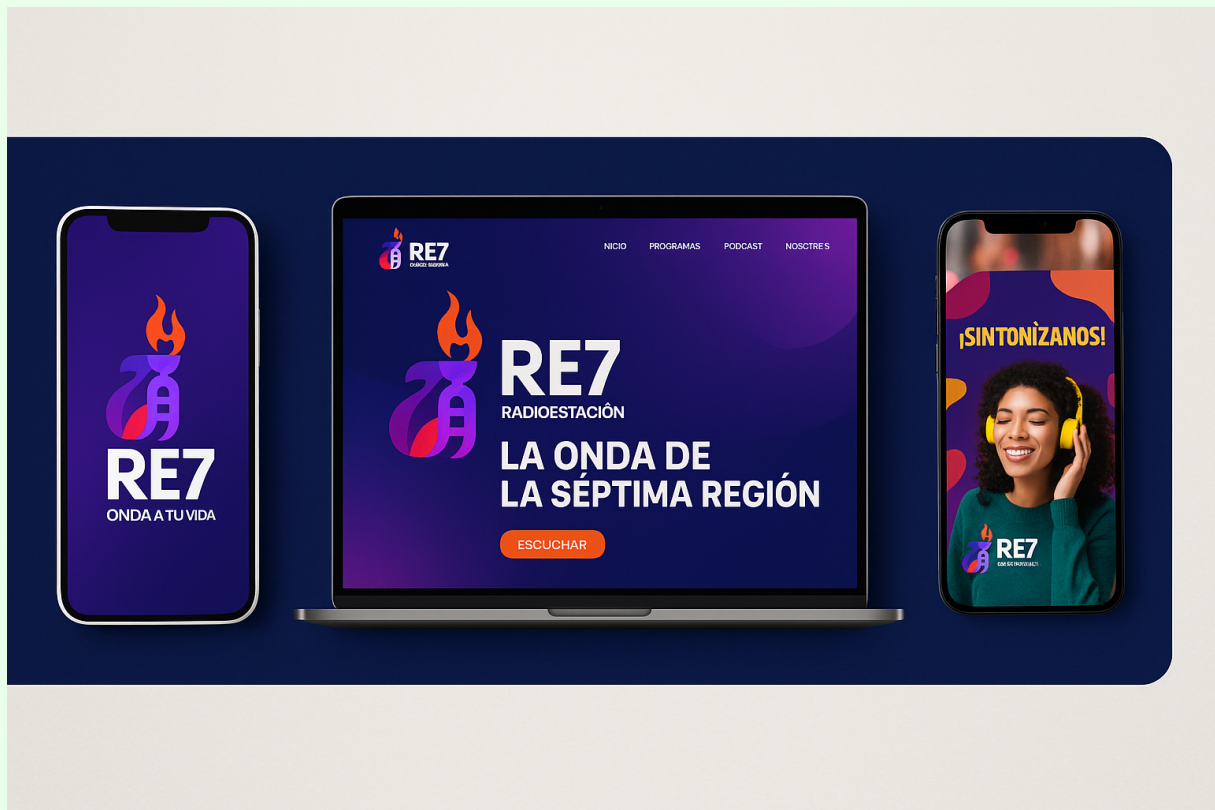 RE7
ONDA A TU VIDA
RE7
NICIO PROGRAMAS PODCAST NOSCTRES
RE7
RADIOESTACIÔN
LA ONDA DE
LA SÉPTIMA REGIÓN
ESCUCHAR
¡SINTONÌZANOS!
RE7